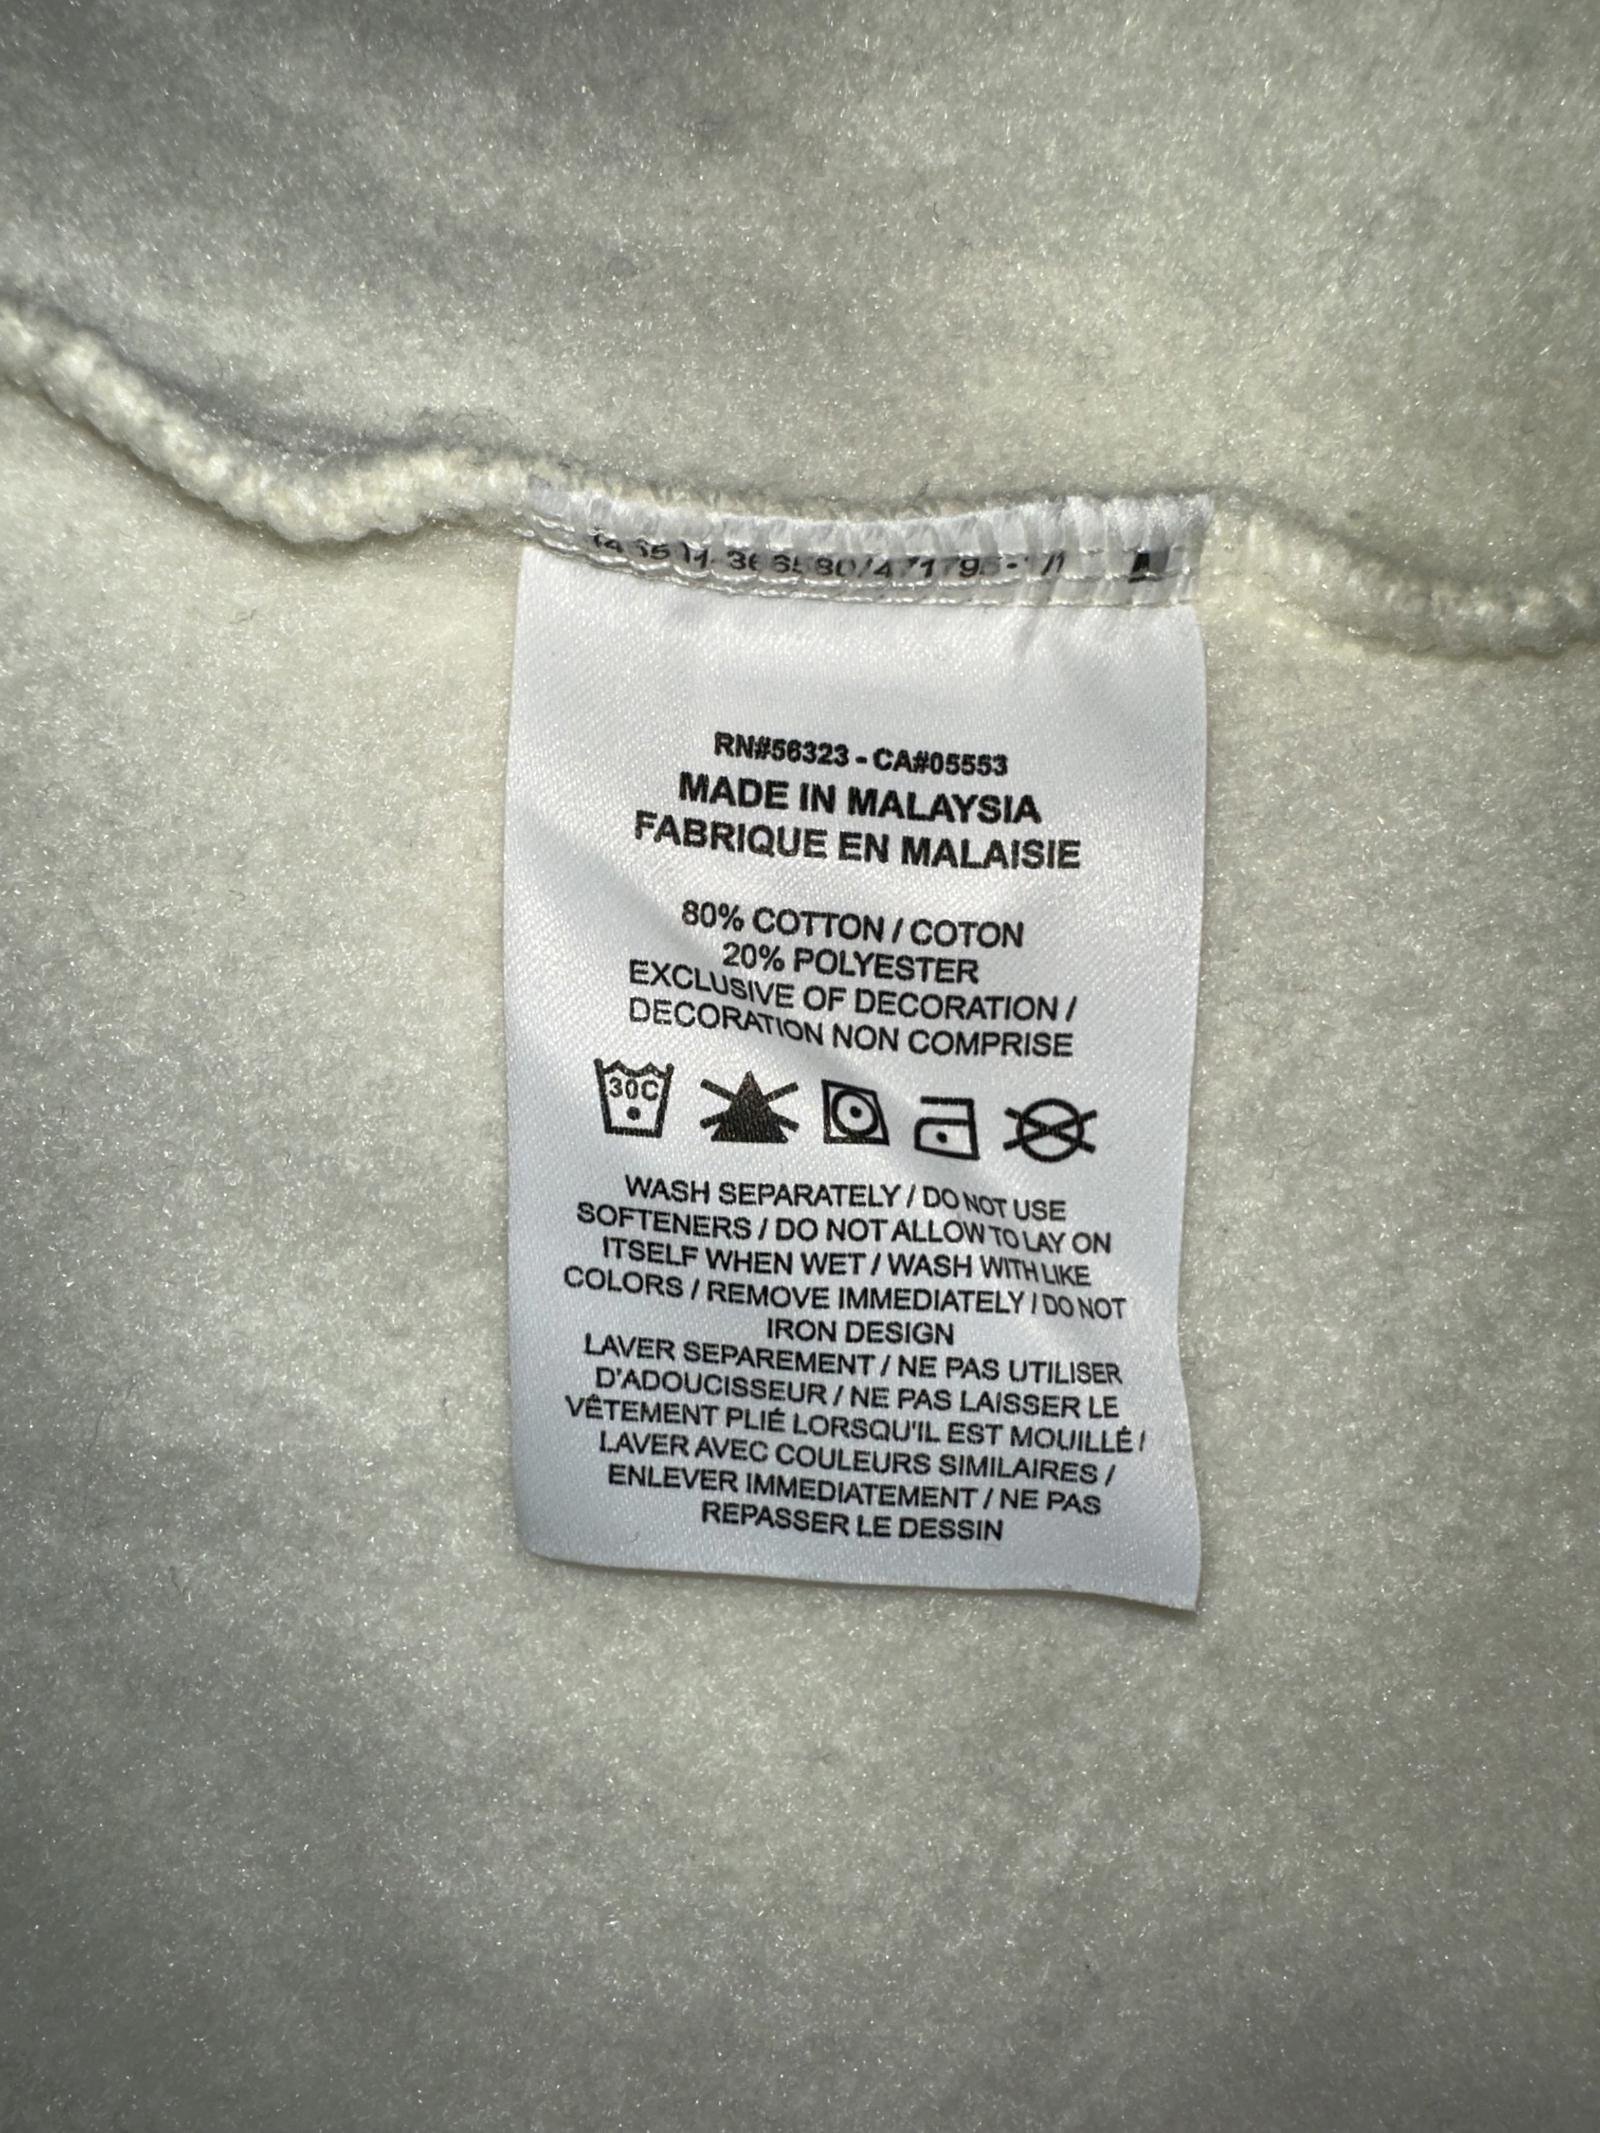 RN#56323 - CA#05553
MADE IN MALAYSIA
FABRIQUE EN MALAISIE
80% COTTON / COTON
20% POLYESTER
EXCLUSIVE OF DECORATION /
DECORATION NON COMPRISE
30C
WASH SEPARATELY / DO NOT USE
SOFTENERS / DO NOT ALLOW TO LAY ON
ITSELF WHEN WET / WASH WITH LIKE
COLORS / REMOVE IMMEDIATELY / DO NOT
IRON DESIGN
LAVER SEPAREMENT / NE PAS UTILISER
D'ADOUCISSEUR / NE PAS LAISSER LE
VÊTEMENT PLIÉ LORSQU'IL EST MOUILLÉ /
LAVER AVEC COULEURS SIMILAIRES /
ENLEVER IMMEDIATEMENT / NE PAS
REPASSER LE DESSIN